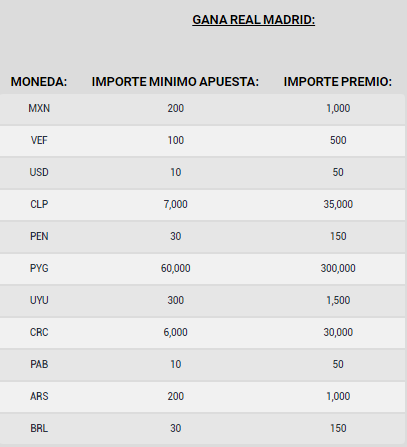 GANA REAL MADRID:
MONEDA: IMPORTE MINIMO APUESTA: IMPORTE PREMIO:
MXN 200 1,000
VEF 100 500
USD 10 50
CLP 7,000 35,000
PEN 30 150
PYG 60,000 300,000
UYU 300 1,500
CRC 6,000 30,000
PAB 10 50
ARS 200 1,000
BRL 30 150